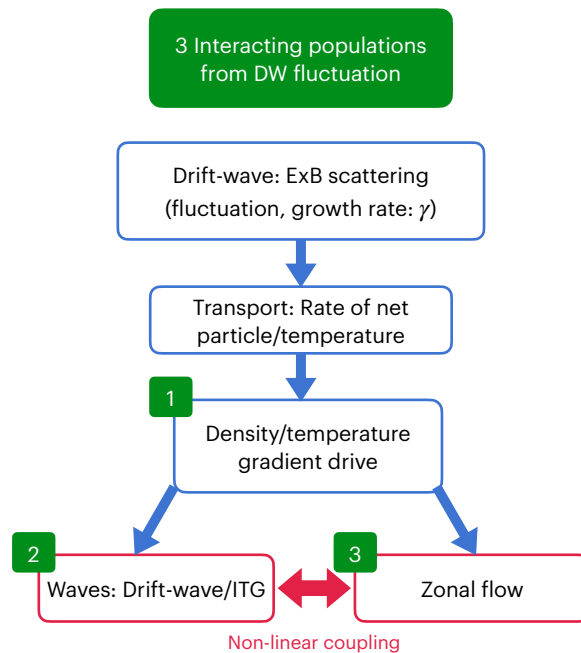 3 Interacting populations
from DW fluctuation
Drift-wave: ExB scattering
(fluctuation, growth rate: γ)
Transport: Rate of net
particle/temperature
1
Density/temperature
gradient drive
2
Waves: Drift-wave/ITG
3
Zonal flow
Non-linear coupling